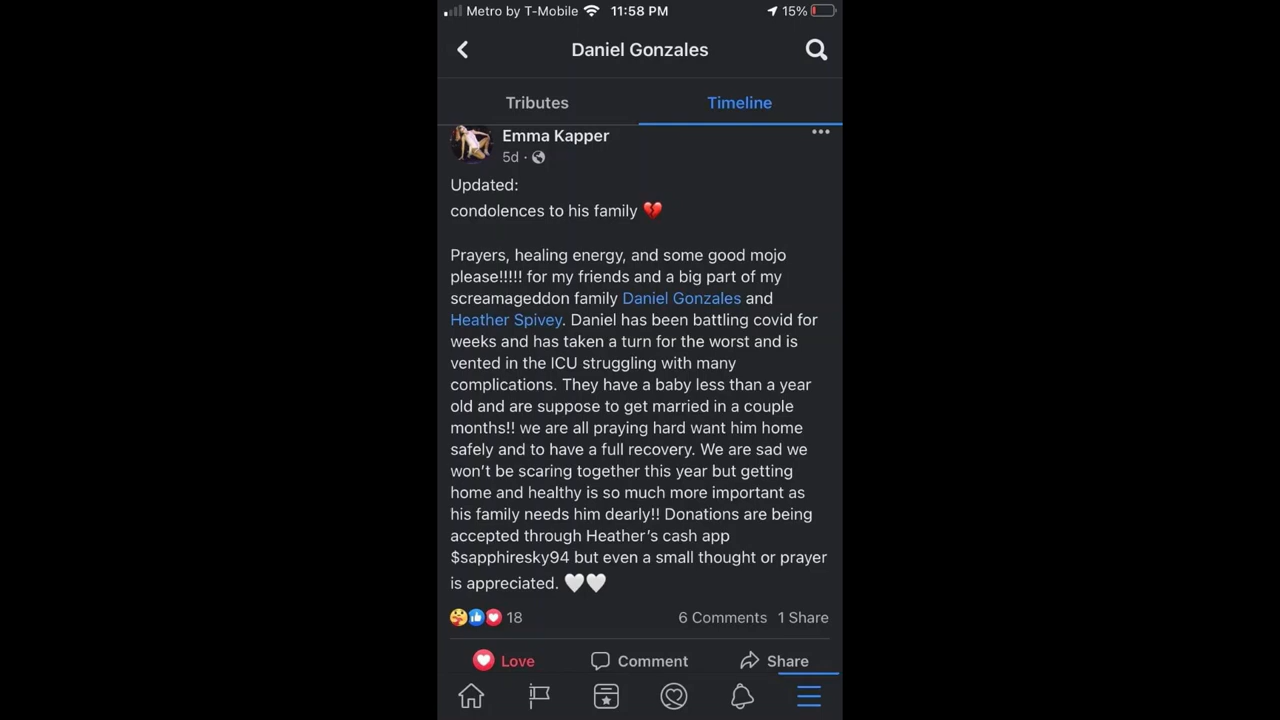 Metro by T-Mobile 11:58 PM 15%
Daniel Gonzales
Tributes Timeline
Emma Kapper
5d ·
Updated:
condolences to his family 💔
Prayers, healing energy, and some good mojo
please!!!!! for my friends and a big part of my
screamageddon family Daniel Gonzales and
Heather Spivey. Daniel has been battling covid for
weeks and has taken a turn for the worst and is
vented in the ICU struggling with many
complications. They have a baby less than a year
old and are suppose to get married in a couple
months!! we are all praying hard want him home
safely and to have a full recovery. We are sad we
won't be scaring together this year but getting
home and healthy is so much more important as
his family needs him dearly!! Donations are being
accepted through Heather's cash app
$sapphiresky94 but even a small thought or prayer
is appreciated. 🤍🤍
18 6 Comments 1 Share
Love Comment Share